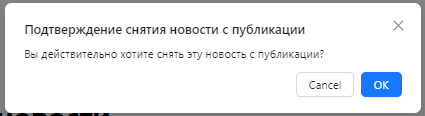 Подтверждение снятия новости с публикации
Вы действительно хотите снять эту новость с публикации?
Cancel
OK